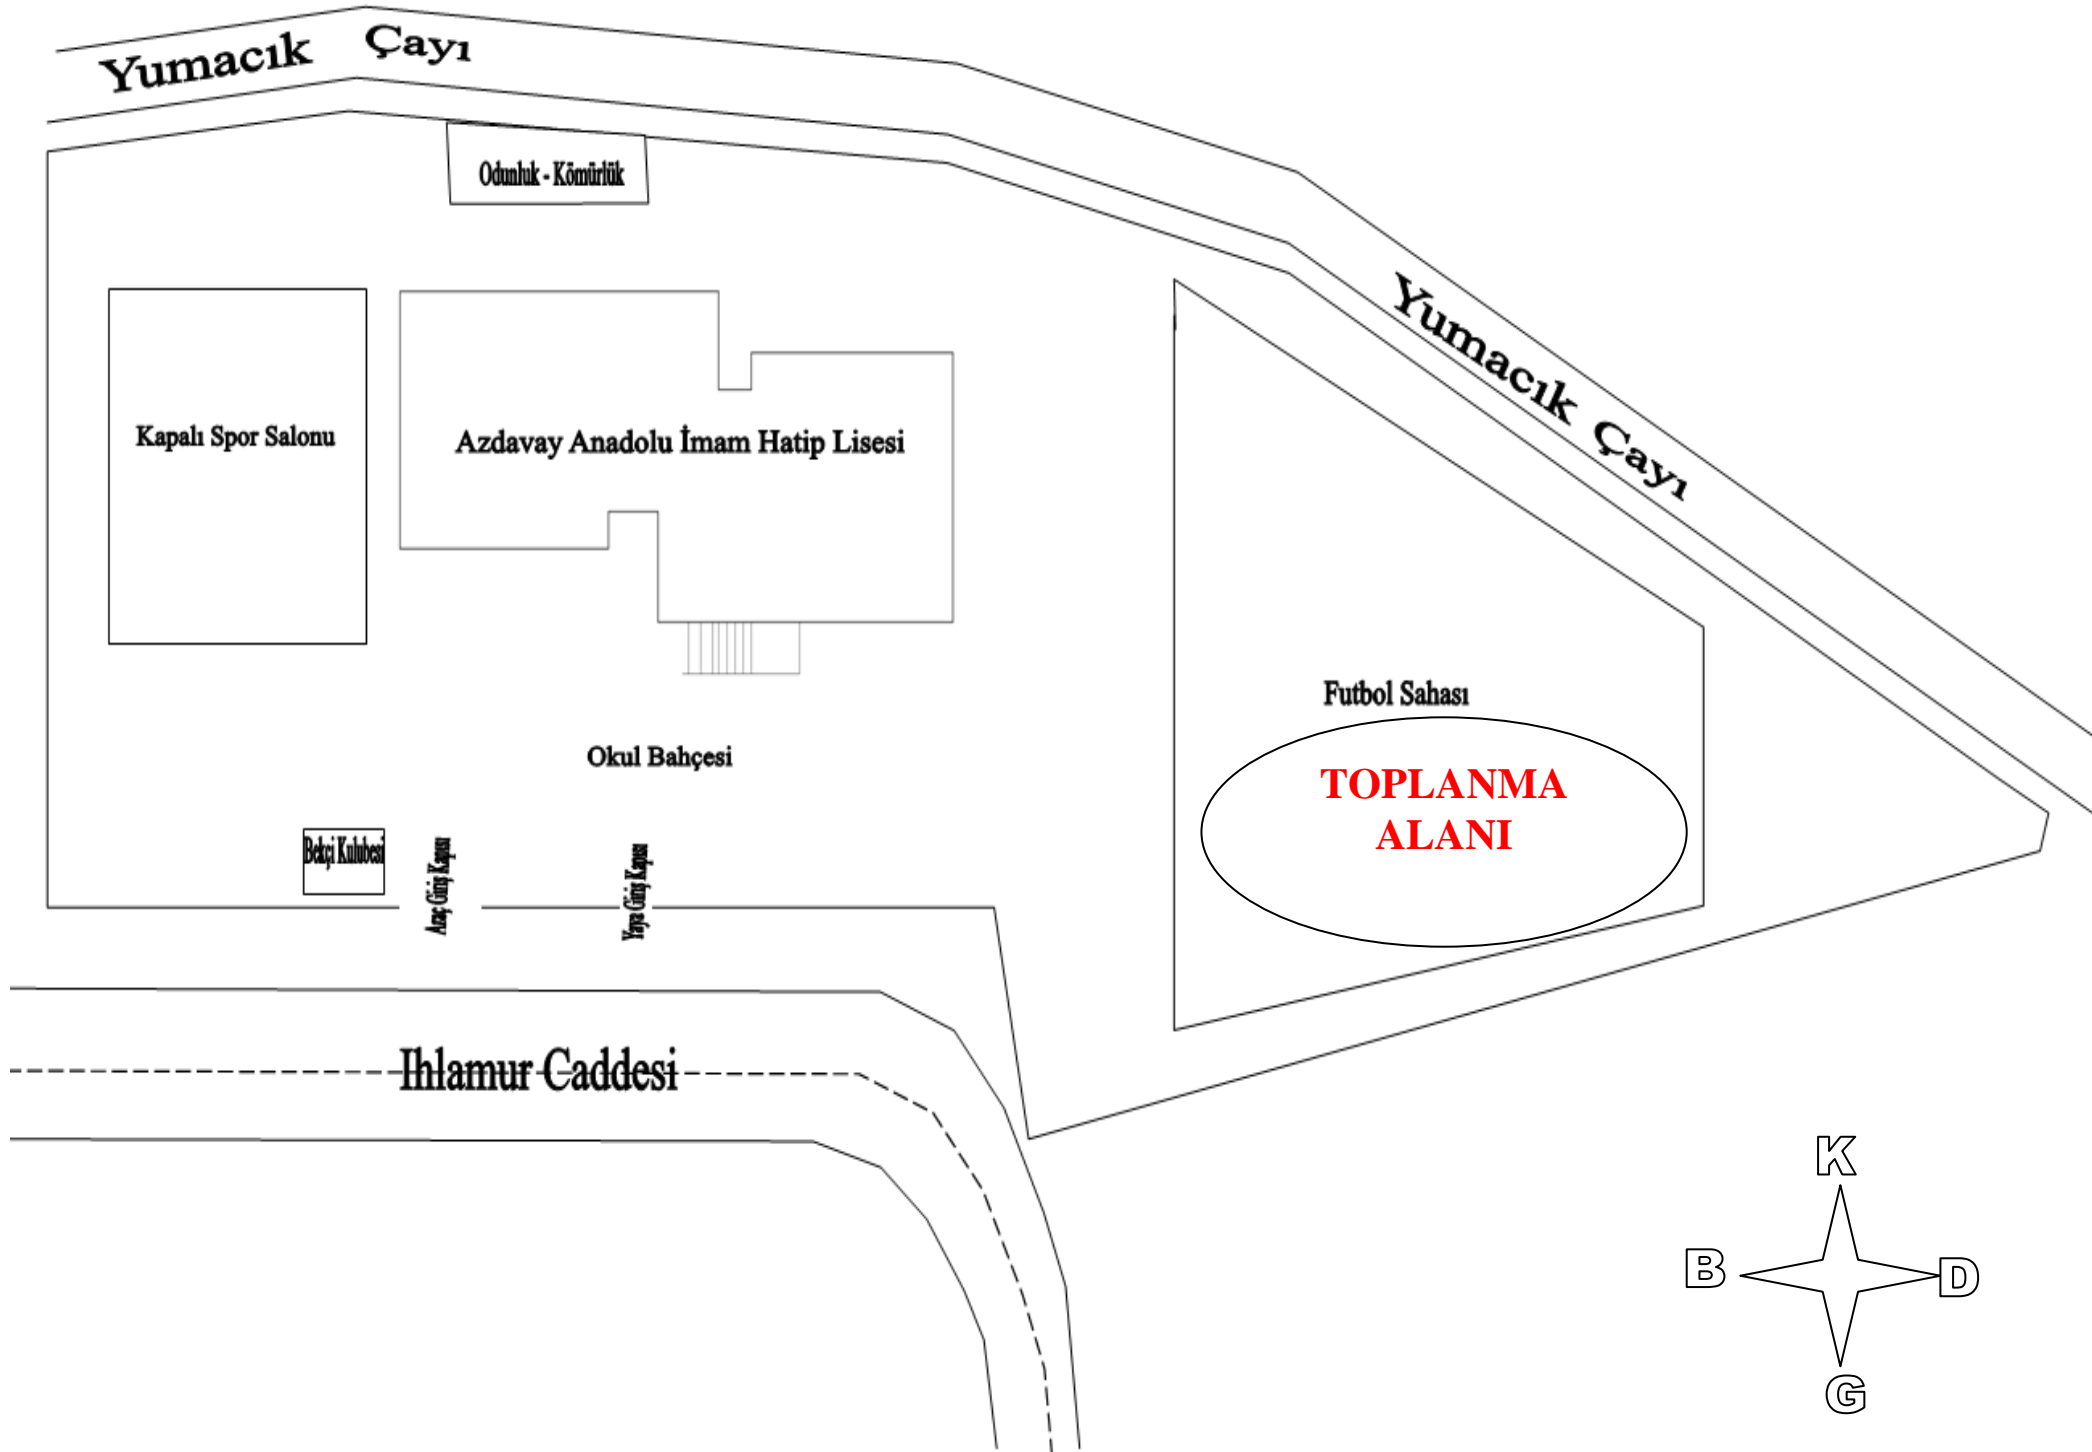 Yumacık Çayı
Odunluk - Kömürlük
Yumacık Çayı
Kapalı Spor Salonu
Azdavay Anadolu İmam Hatip Lisesi
Futbol Sahası
Okul Bahçesi
TOPLANMA
ALANI
Bekçi Kulubesi
Araç Giriş Kapısı
Yaya Giriş Kapısı
Ihlamur Caddesi
K
B
D
G